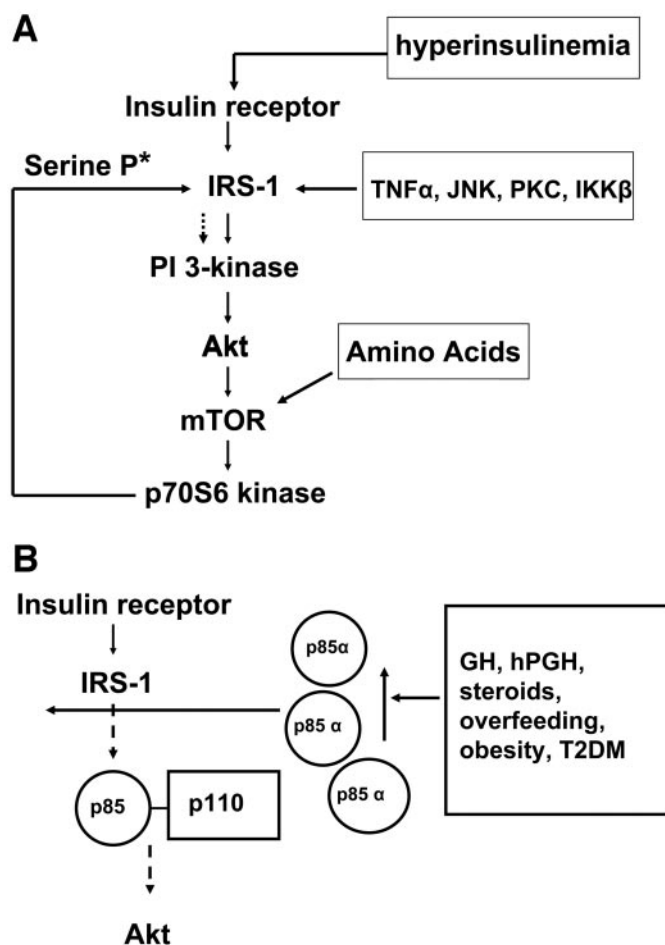 A
hyperinsulinemia
Insulin receptor
Serine P*
IRS-1
TNFα, JNK, PKC, IKKβ
PI 3-kinase
Akt
Amino Acids
mTOR
p70S6 kinase
B
Insulin receptor
IRS-1
p85α
p85 α
p85 α
GH, hPGH,
steroids,
overfeeding,
obesity, T2DM
p85
p110
Akt